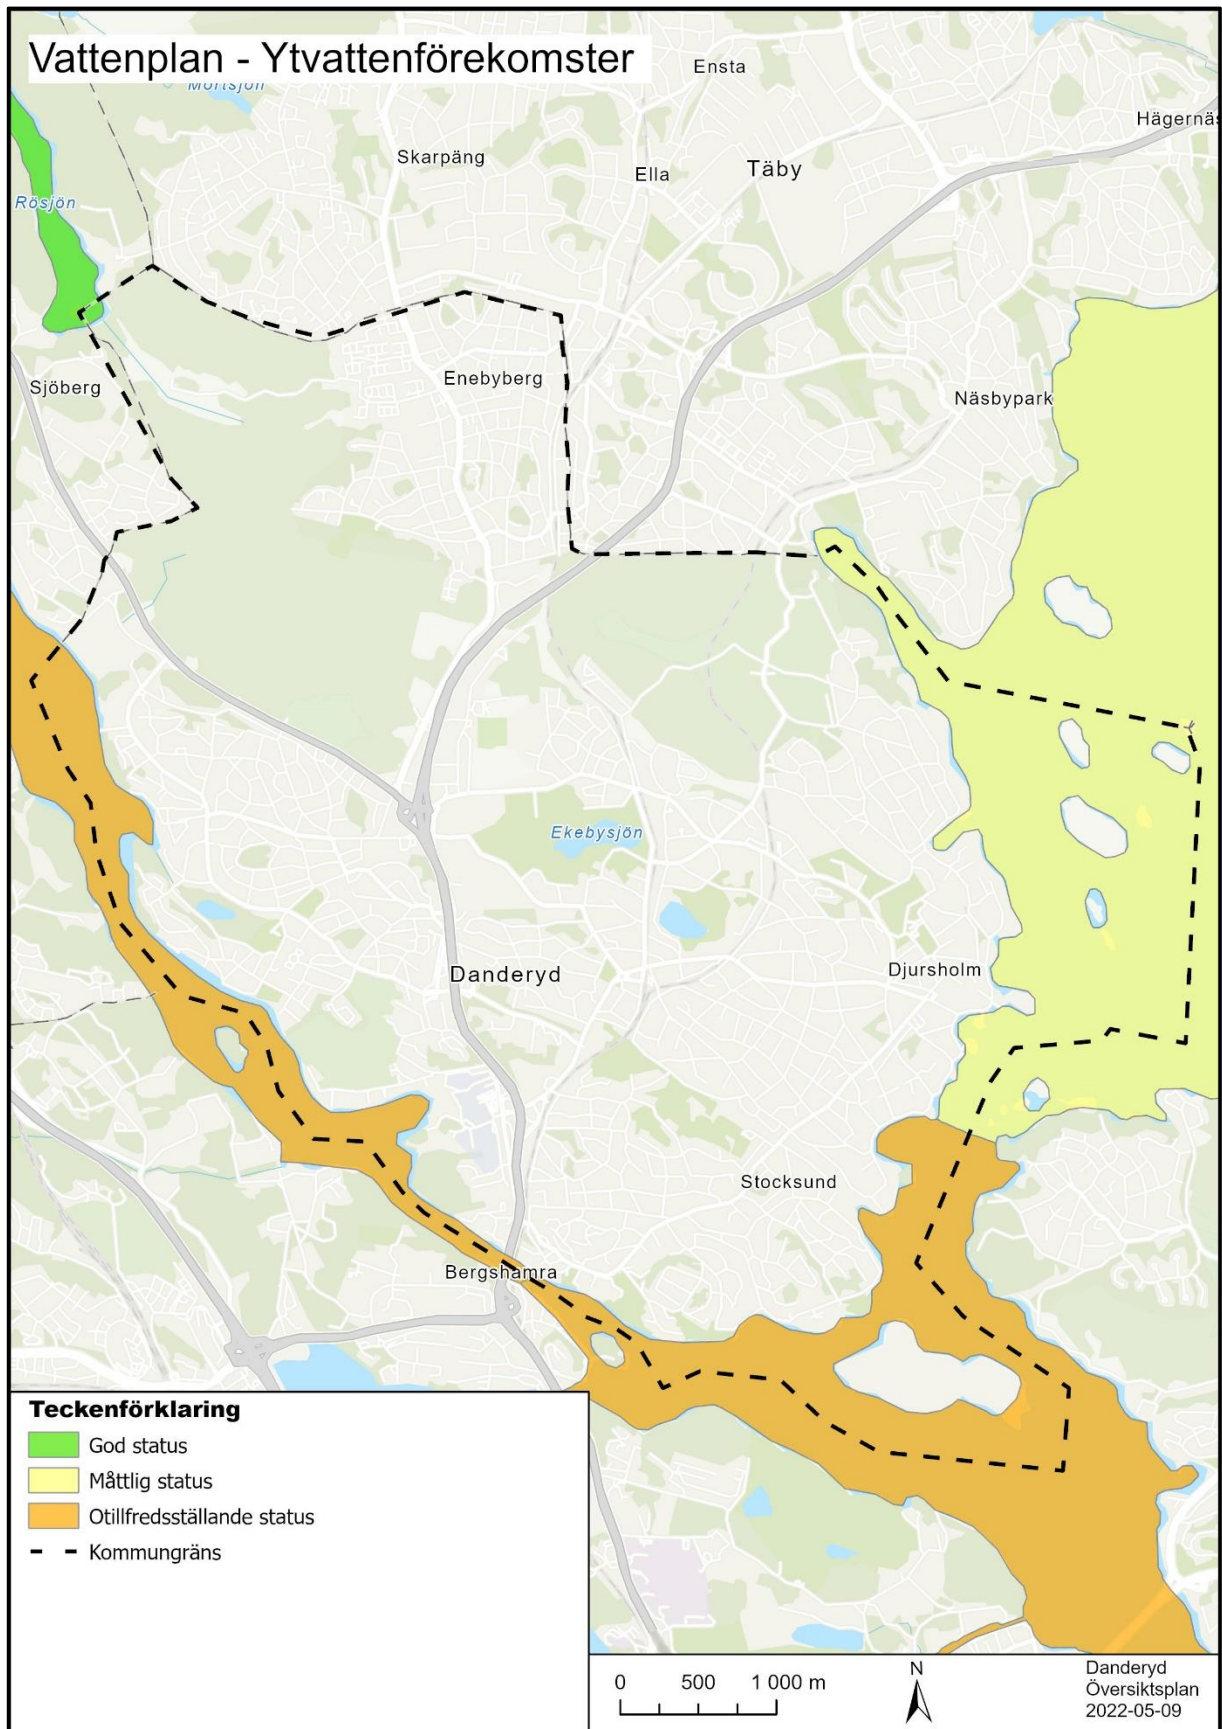 Vattenplan - Ytvattenförekomster
Mörtsjön
Ensta
Hägernäs
Skarpäng
Ella
Täby
Rösjön
Sjöberg
Enebyberg
Näsbypark
Ekebysjön
Danderyd
Djursholm
Stocksund
Bergshamra
Teckenförklaring
God status
Måttlig status
Otillfredsställande status
Kommungräns
0 500 1 000 m
N
Danderyd
Översiktsplan
2022-05-09